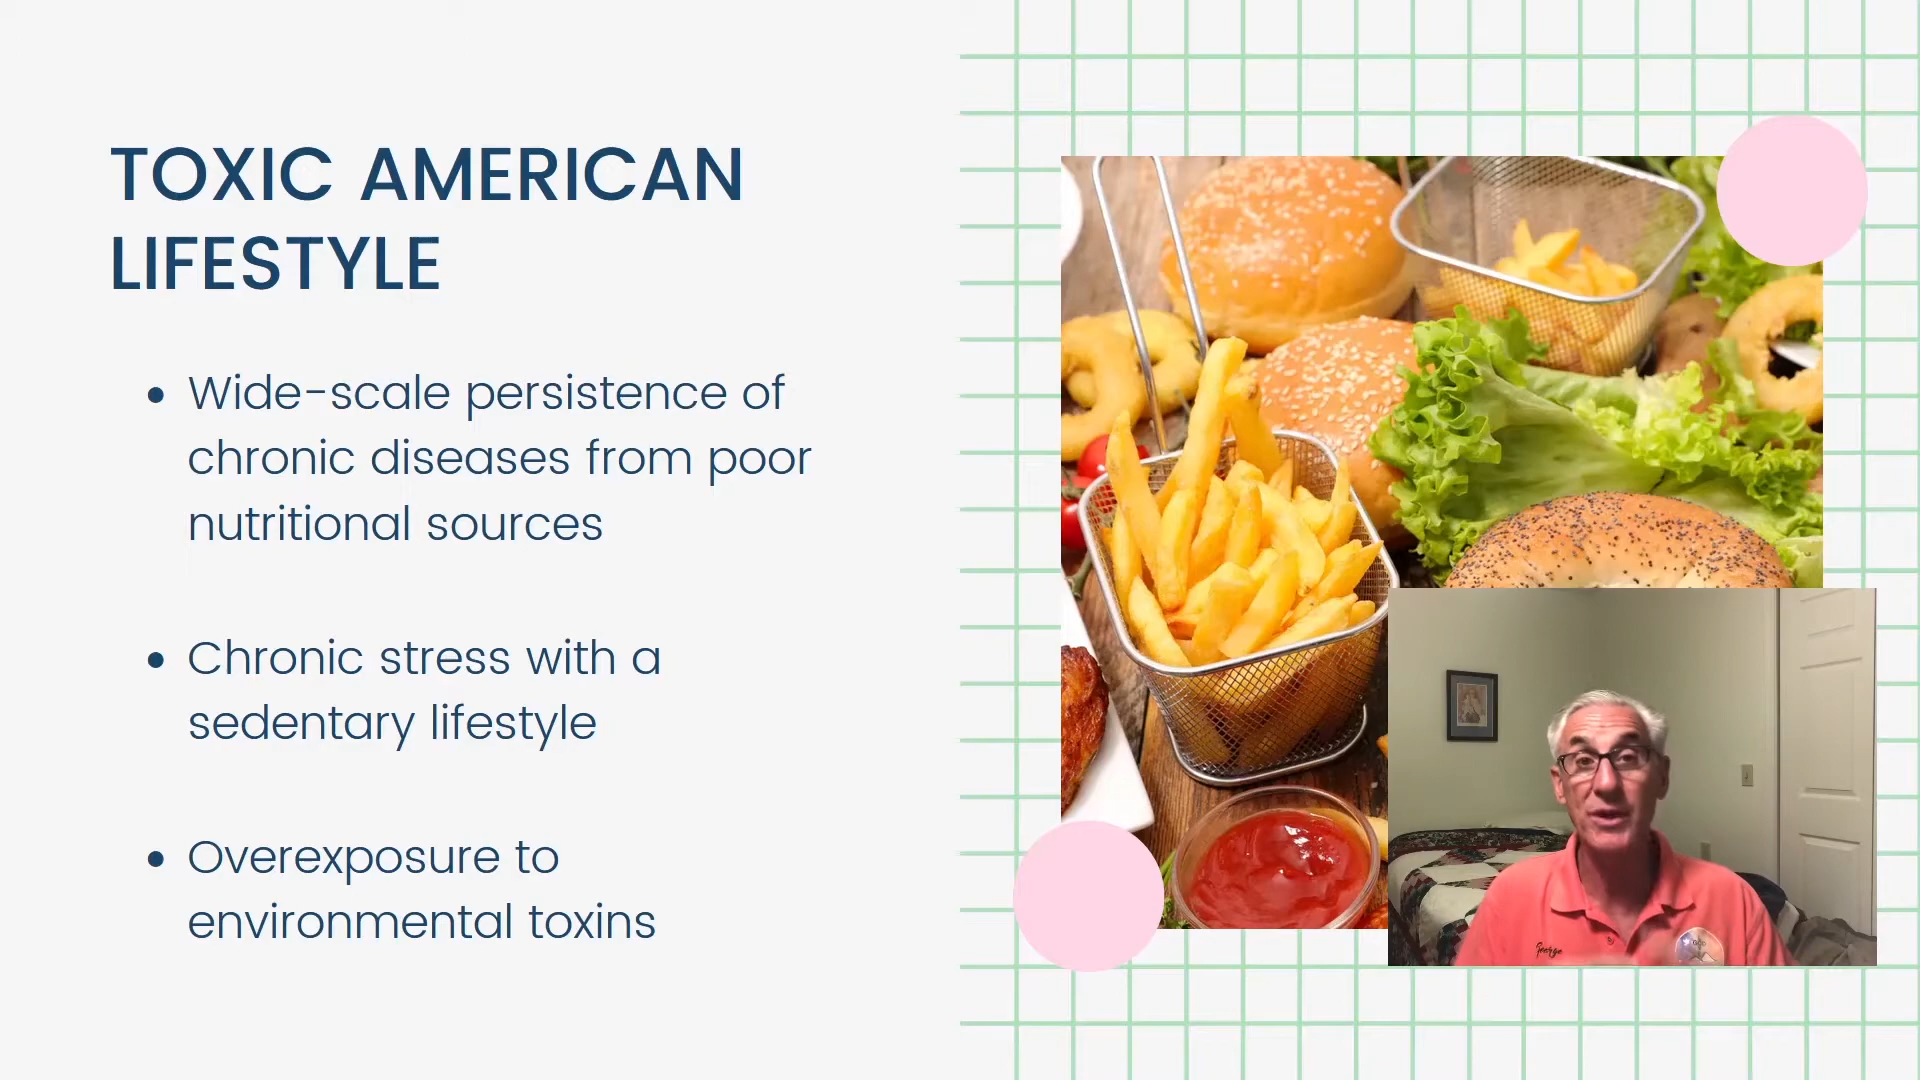 TOXIC AMERICAN
LIFESTYLE
• Wide-scale persistence of
chronic diseases from poor
nutritional sources
• Chronic stress with a
sedentary lifestyle
• Overexposure to
environmental toxins
George